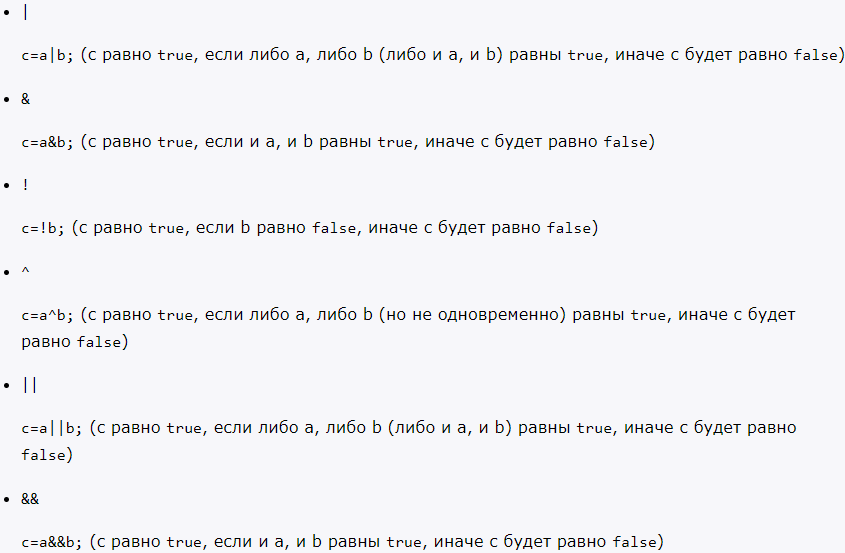 • |
c=a|b; (c равно true, если либо a, либо b (либо и a, и b) равны true, иначе c будет равно false)
• &
c=a&b; (c равно true, если и a, и b равны true, иначе c будет равно false)
• !
c=!b; (c равно true, если b равно false, иначе c будет равно false)
• ^
c=a^b; (c равно true, если либо a, либо b (но не одновременно) равны true, иначе c будет
равно false)
• ||
c=a||b; (c равно true, если либо a, либо b (либо и a, и b) равны true, иначе c будет равно
false)
• &&
c=a&&b; (c равно true, если и a, и b равны true, иначе c будет равно false)